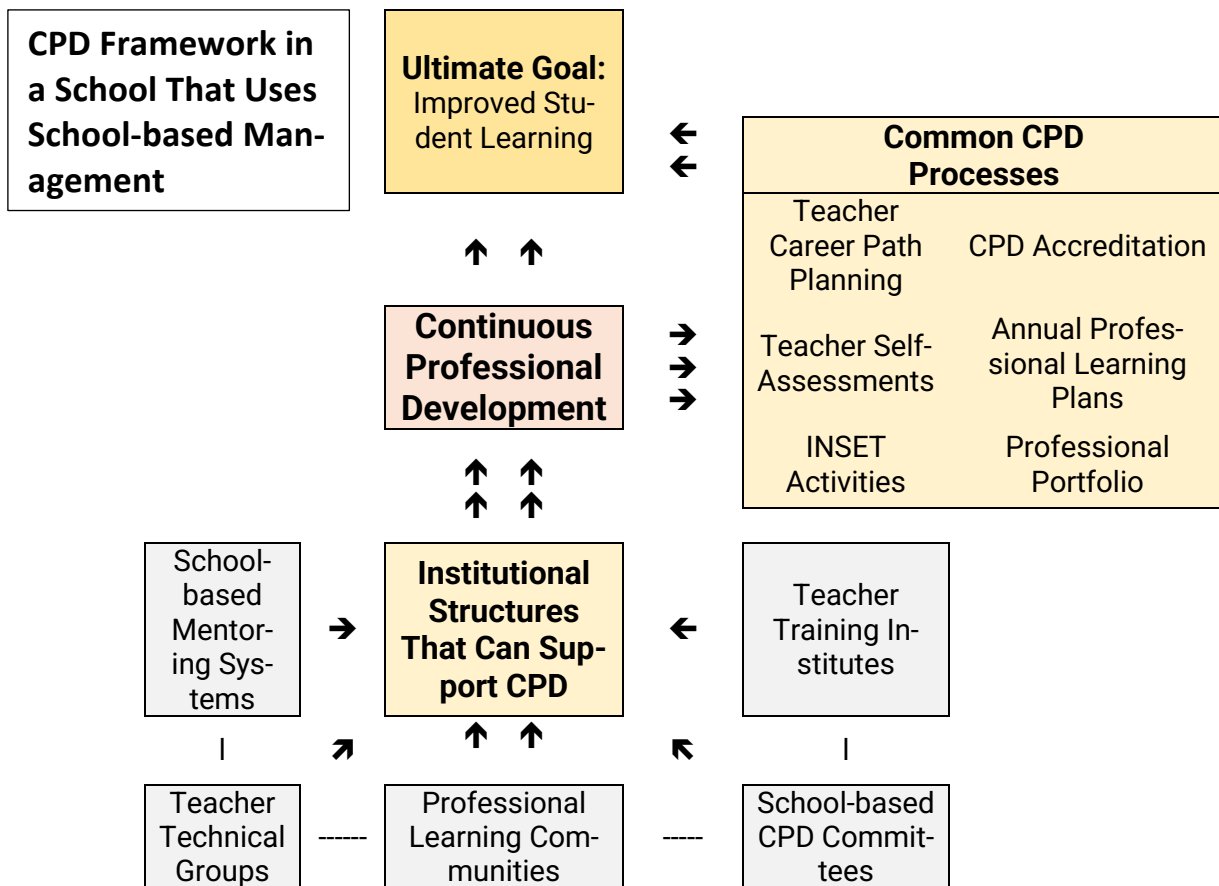 CPD Framework in
a School That Uses
School-based Man-
agement
Ultimate Goal:
Improved Stu-
dent Learning
Common CPD
Processes
Teacher
Career Path
Planning
CPD Accreditation
Teacher Self-
Assessments
Annual Profes-
sional Learning
Plans
INSET
Activities
Professional
Portfolio
Continuous
Professional
Development
School-
based
Mentor-
ing Sys-
tems
Institutional
Structures
That Can Sup-
port CPD
Teacher
Training In-
stitutes
Teacher
Technical
Groups
Professional
Learning Com-
munities
School-based
CPD Commit-
tees